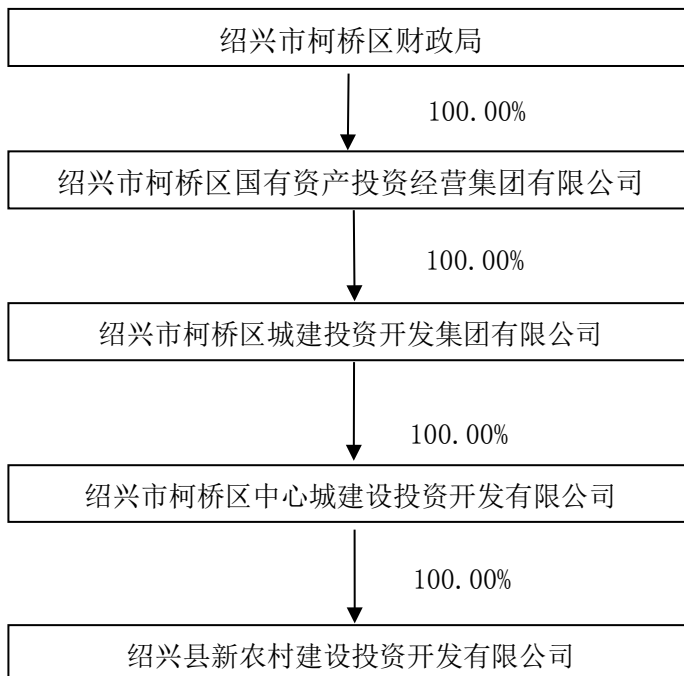 绍兴市柯桥区财政局
100.00%
绍兴市柯桥区国有资产投资经营集团有限公司
100.00%
绍兴市柯桥区城建投资开发集团有限公司
100.00%
绍兴市柯桥区中心城建设投资开发有限公司
100.00%
绍兴县新农村建设投资开发有限公司